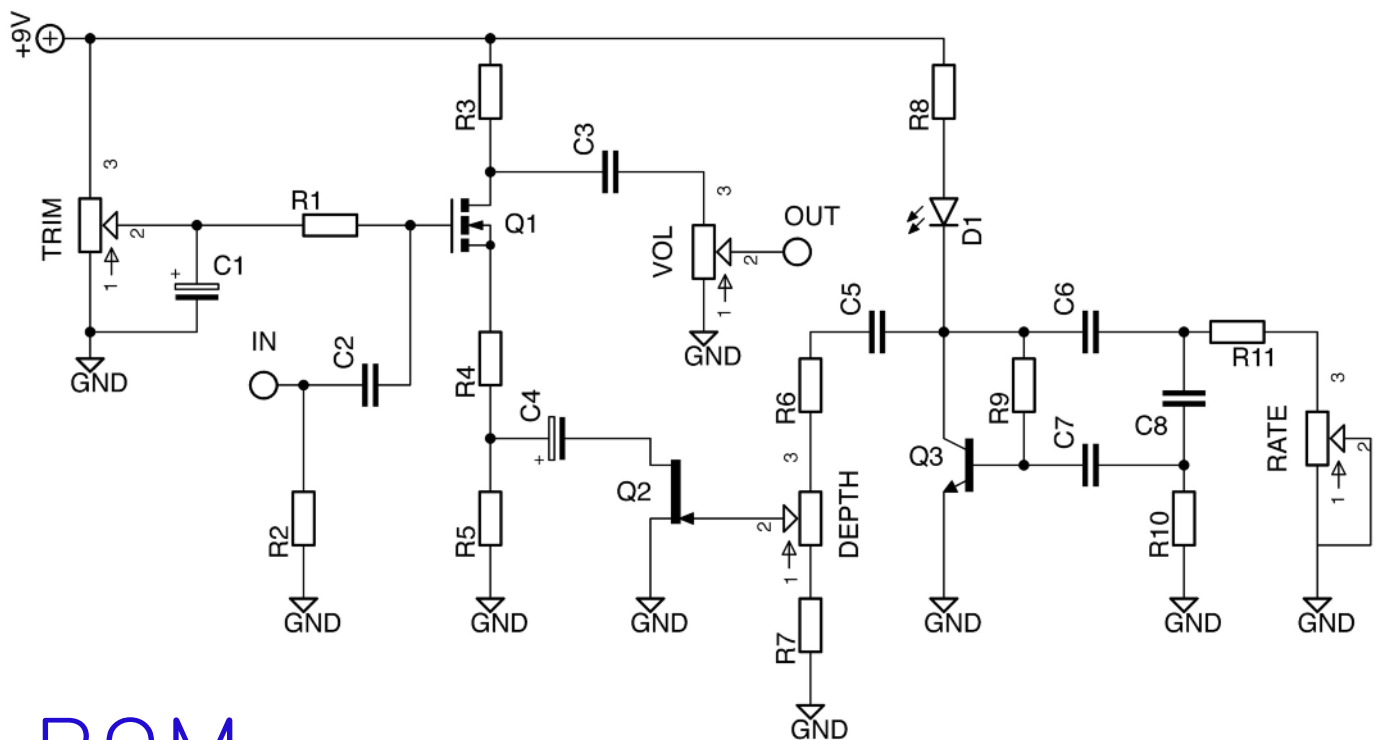 +9V
R3
R8
C3
3
3
TRIM
R1
2
Q1
VOL
OUT
2
D1
1
C1
+
1
GND
GND
IN
C2
R4
C5
C6
R11
C4
+
R6
R9
C7
C8
3
RATE
2
1
3
Q3
R2
R5
Q2
2
DEPTH
1
R10
GND
GND
GND
GND
GND
GND
R7
GND
BOM